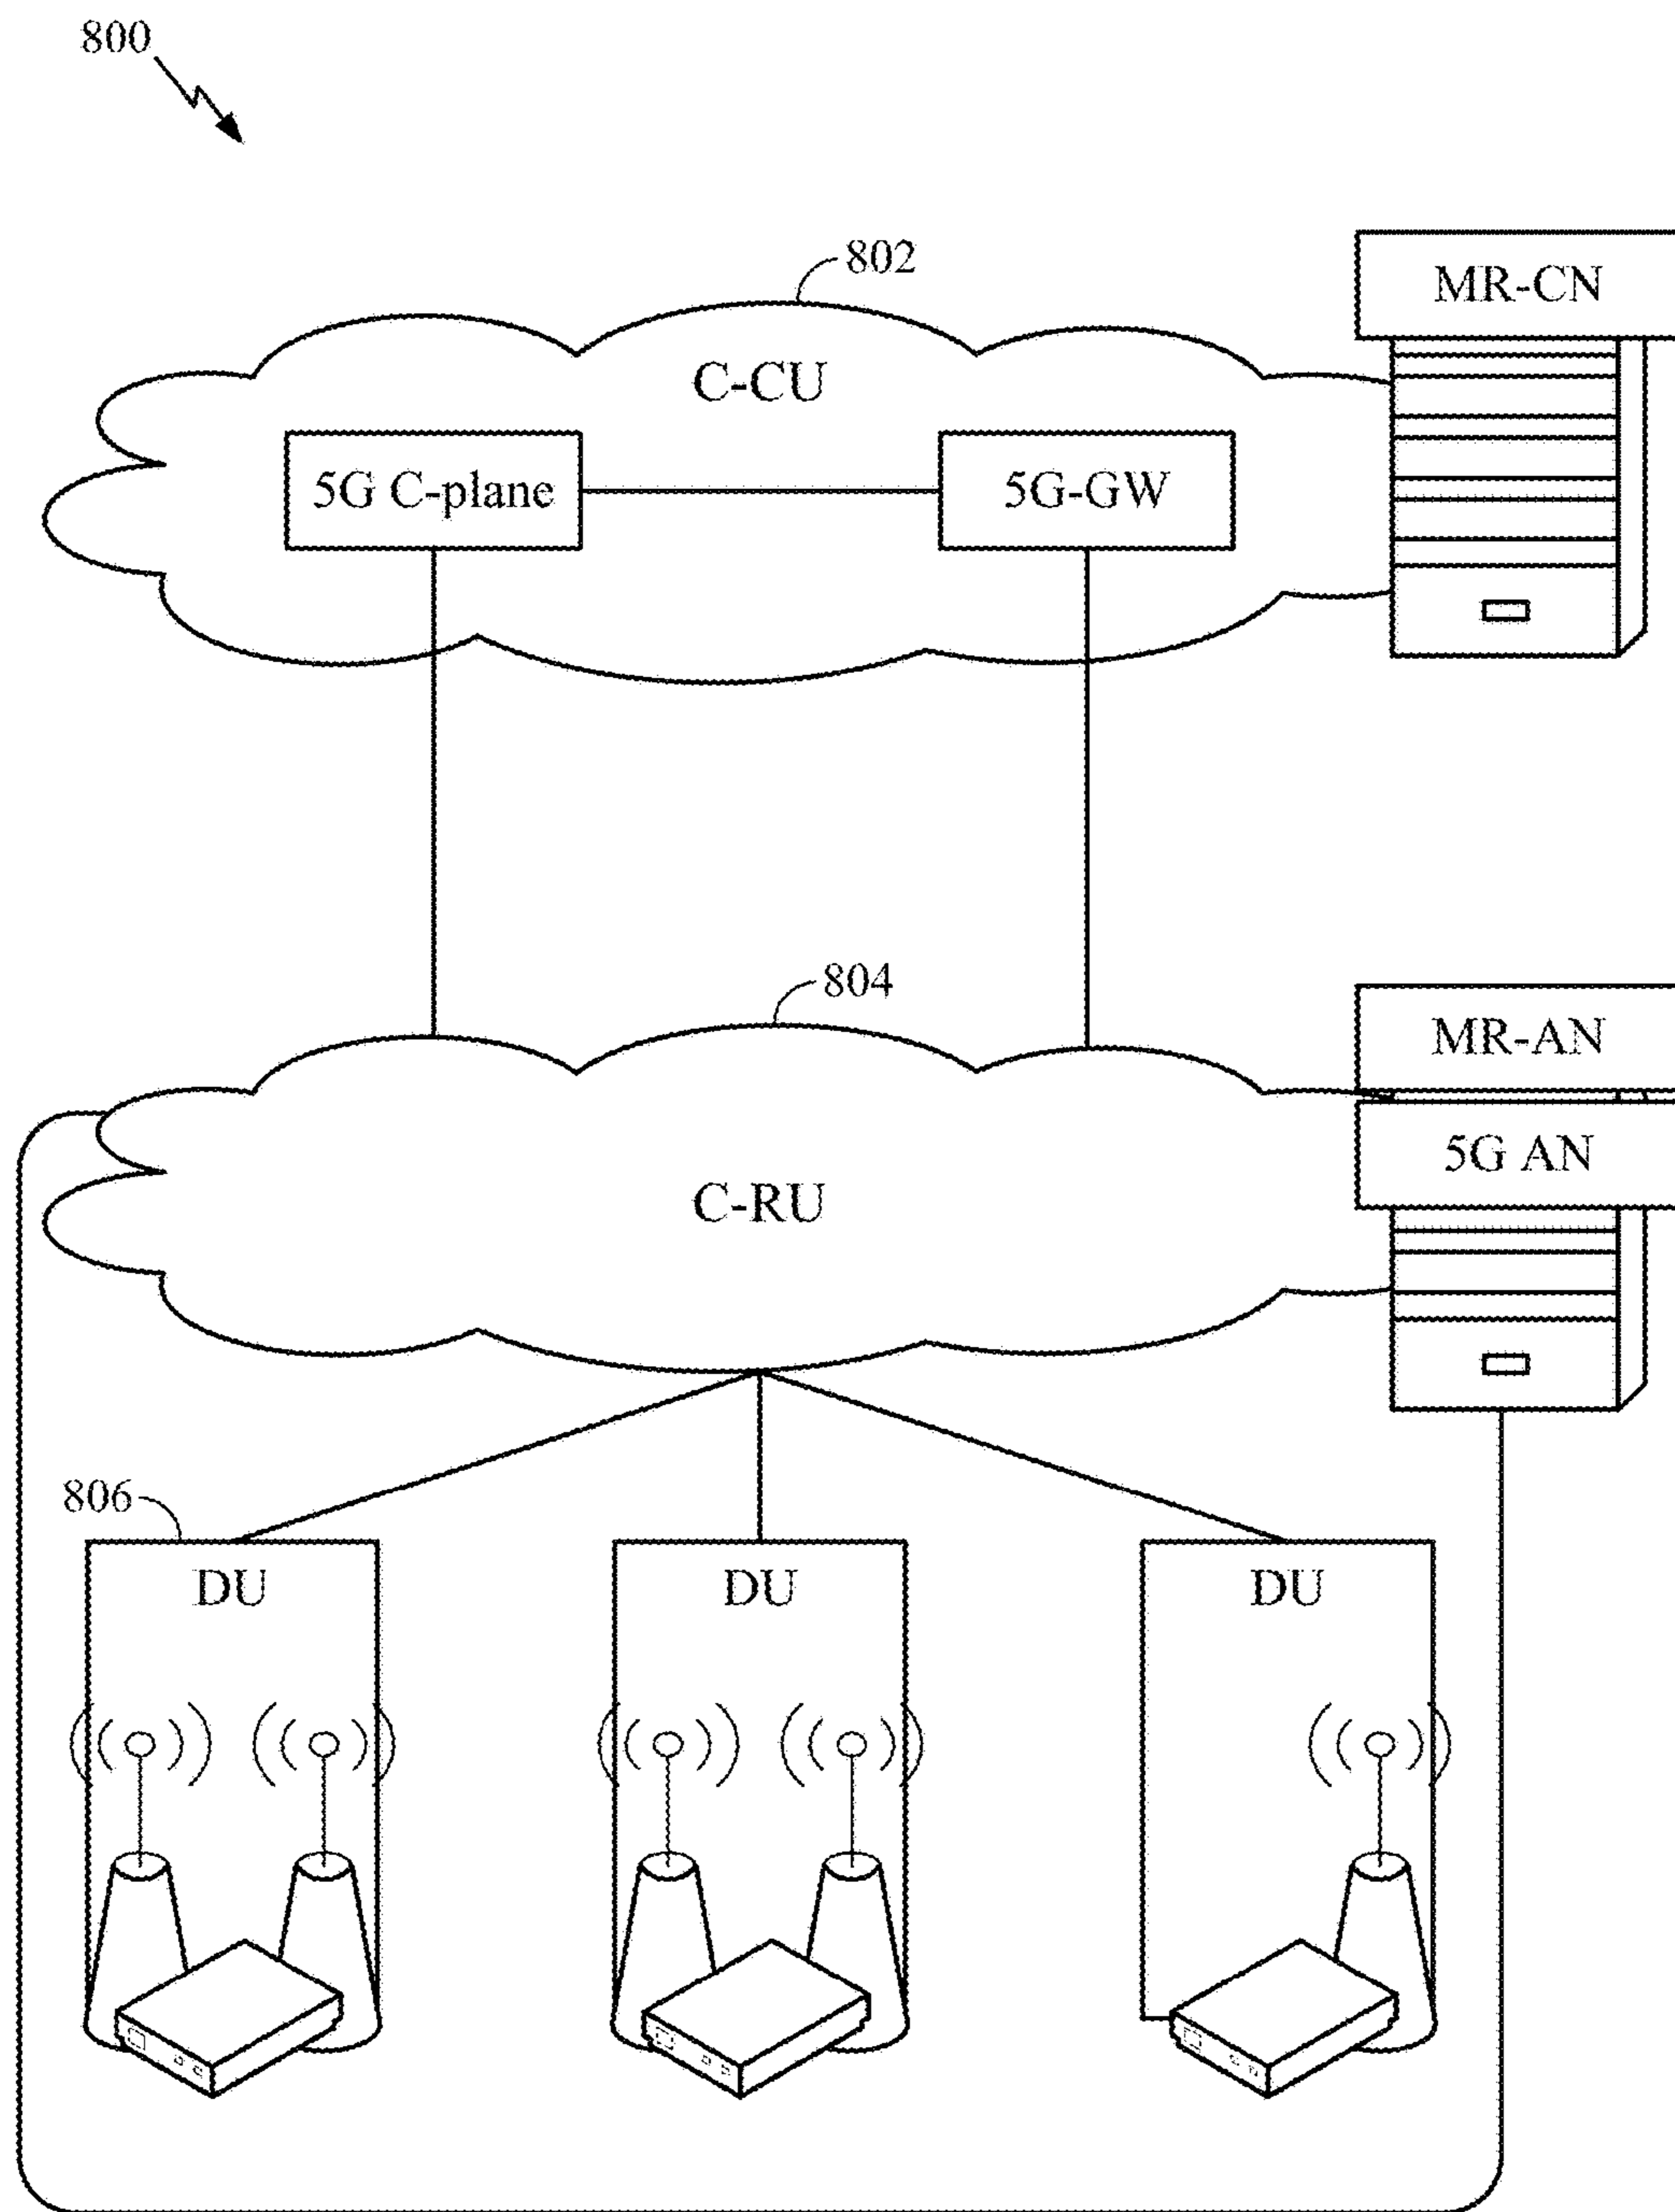 800
802
MR-CN
C-CU
5G C-plane
5G-GW
804
MR-AN
5G AN
C-RU
806
DU
DU
DU